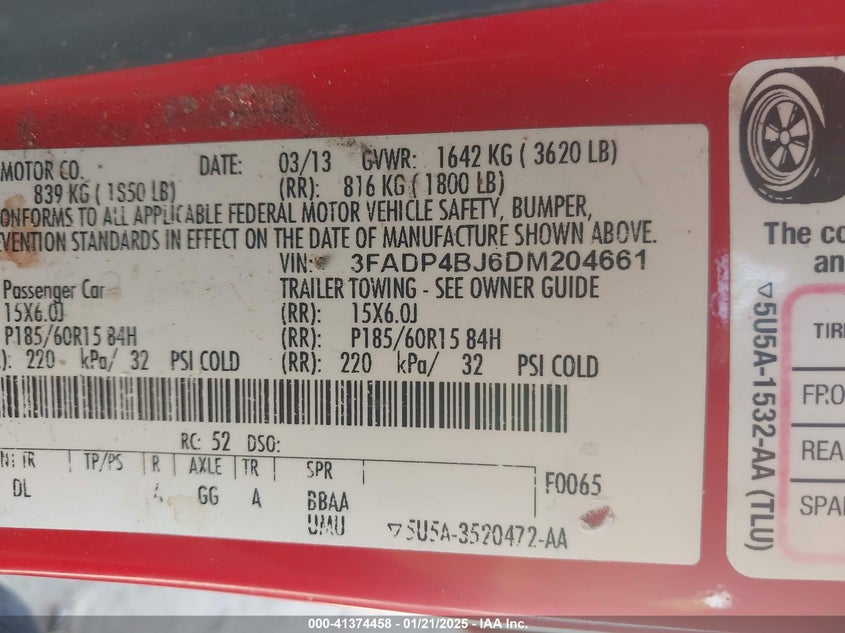 MOTOR CO. DATE: 03/13 GVWR: 1642 KG ( 3620 LB)
839 KG ( 1850 LB) (RR): 816 KG ( 1800 LB)
ONFORMS TO ALL APPLICABLE FEDERAL MOTOR VEHICLE SAFETY, BUMPER,
EVENTION STANDARDS IN EFFECT ON THE DATE OF MANUFACTURE SHOWN ABOVE.
VIN: 3FADP4BJ6DM204661
Passenger Car TRAILER TOWING - SEE OWNER GUIDE
15X6.0J (RR): 15X6.0J
P185/60R15 84H (RR): P185/60R15 84H
): 220 kPa/ 32 PSI COLD (RR): 220 kPa/ 32 PSI COLD
RC: 52 DSO:
TR TP/PS R AXLE TR SPR F0065
DL GG A BBAA
UMU ▽5U5A-3520472-AA
The co
an
▽5U5A-1532-AA (TLU)
TIRE
FRO
REA
SPA
000-41374458 - 01/21/2025 - IAA Inc.